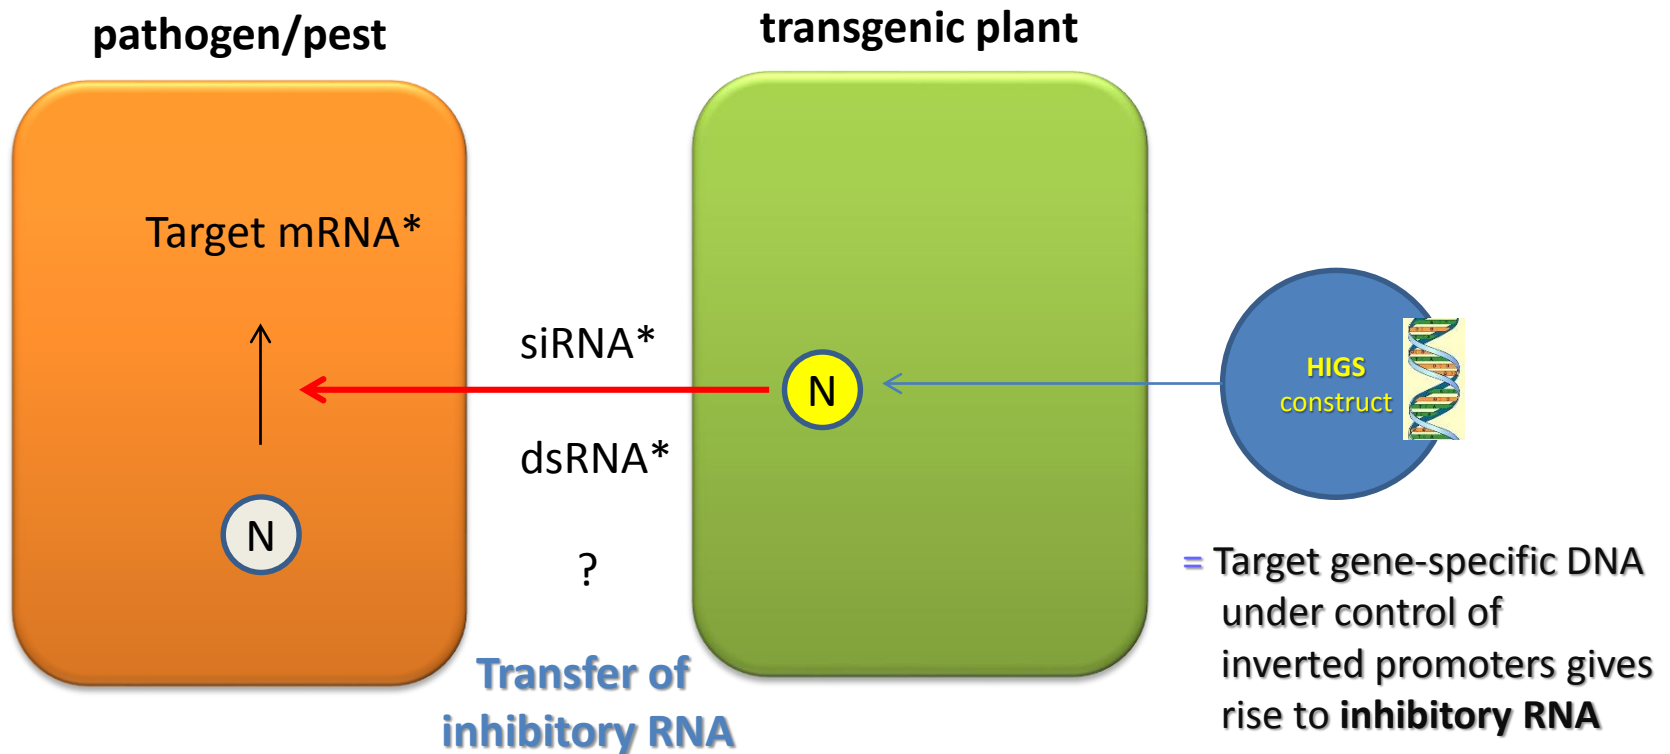 pathogen/pest
transgenic plant
Target mRNA*
siRNA*
dsRNA*
?
N
N
Transfer of
inhibitory RNA
HIGS
construct
= Target gene-specific DNA
under control of
inverted promoters gives
rise to inhibitory RNA